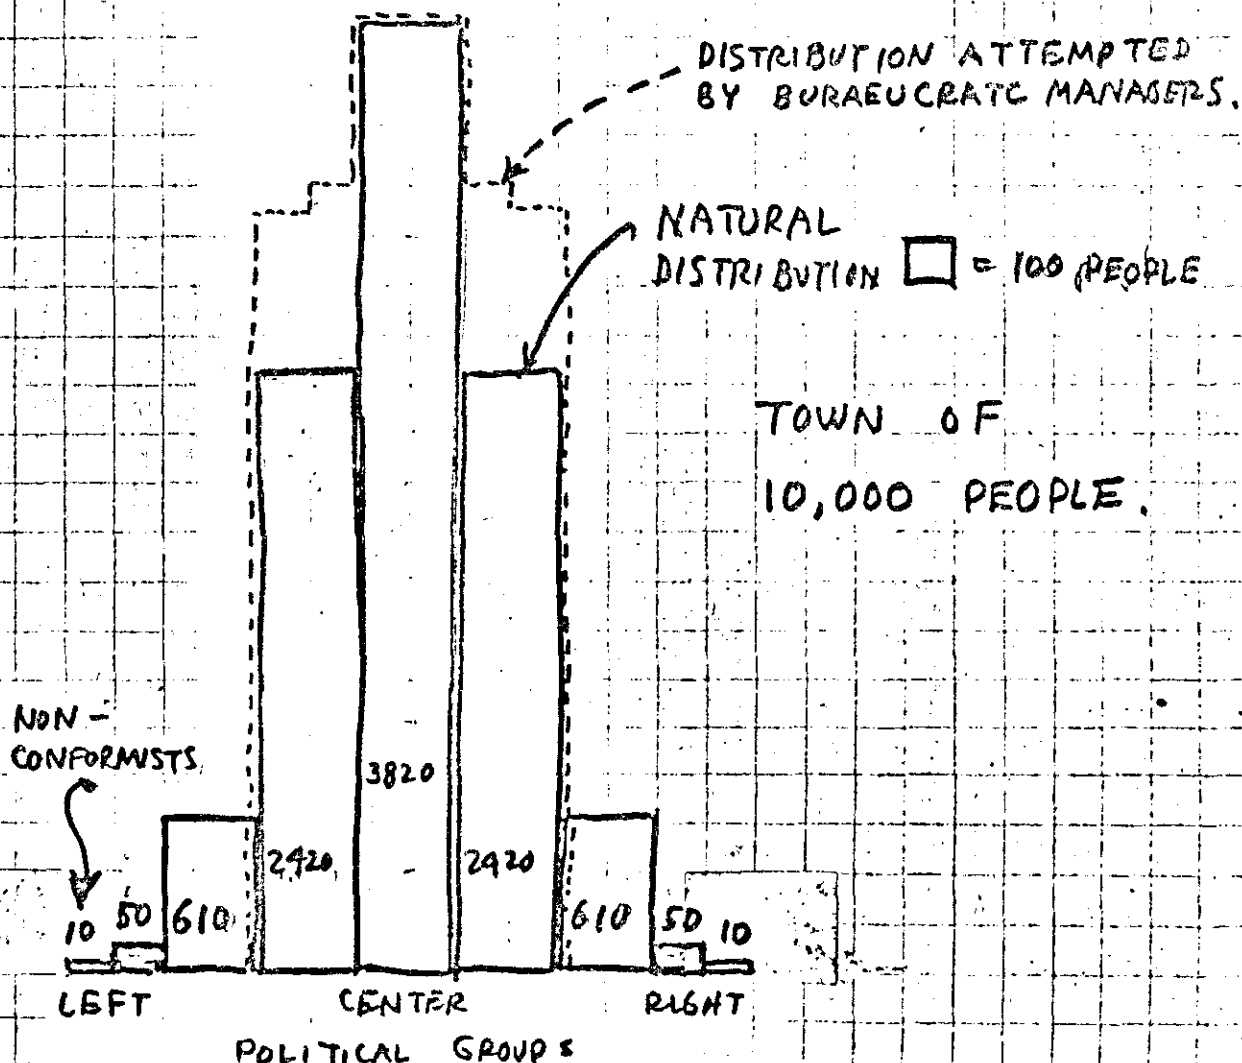 DISTRIBUTION ATTEMPTED
BY BURAEUCRATC MANAGERS.
NATURAL
DISTRIBUTION □ = 100 PEOPLE
TOWN OF
10,000 PEOPLE.
NON-
CONFORMISTS
3820
2420
2420
10
50
610
610
50
10
LEFT
CENTER
RIGHT
POLITICAL GROUPS